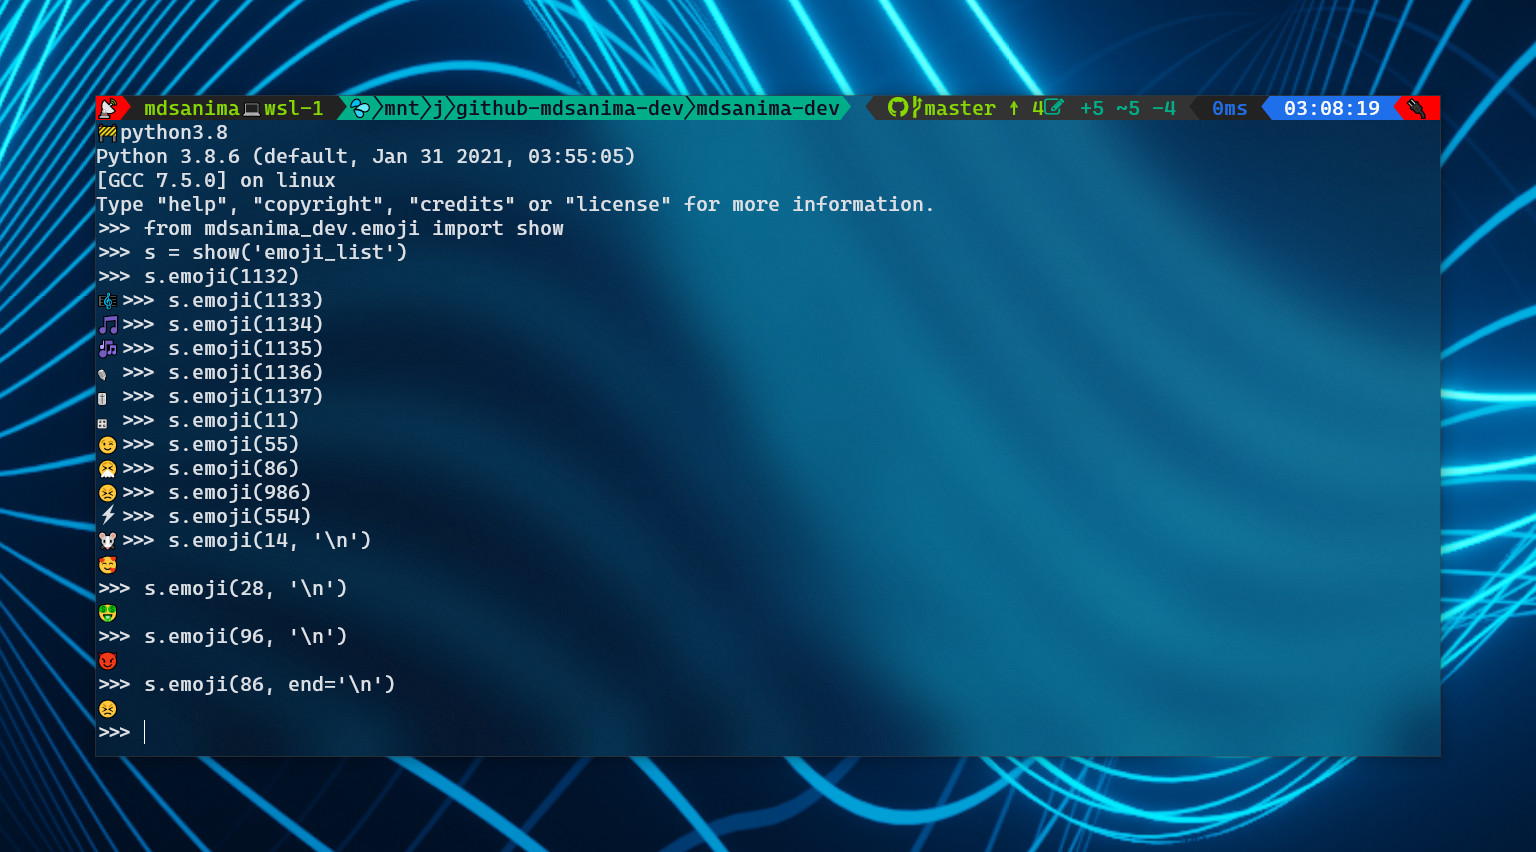 mdsanima💻wsl-1 mnt j github-mdsanima-dev mdsanima-dev master ↑ 4 +5 ~5 -4 0ms 03:08:19
🚧python3.8
Python 3.8.6 (default, Jan 31 2021, 03:55:05)
[GCC 7.5.0] on linux
Type "help", "copyright", "credits" or "license" for more information.
>>> from mdsanima_dev.emoji import show
>>> s = show('emoji_list')
>>> s.emoji(1132)
🎼>>> s.emoji(1133)
🎵>>> s.emoji(1134)
🎶>>> s.emoji(1135)
🎙>>> s.emoji(1136)
🎚>>> s.emoji(1137)
🎛>>> s.emoji(11)
😉>>> s.emoji(55)
🤧>>> s.emoji(86)
😣>>> s.emoji(986)
⚡>>> s.emoji(554)
🐭>>> s.emoji(14, '\n')
🥰
>>> s.emoji(28, '\n')
🤑
>>> s.emoji(96, '\n')
😈
>>> s.emoji(86, end='\n')
😣
>>>